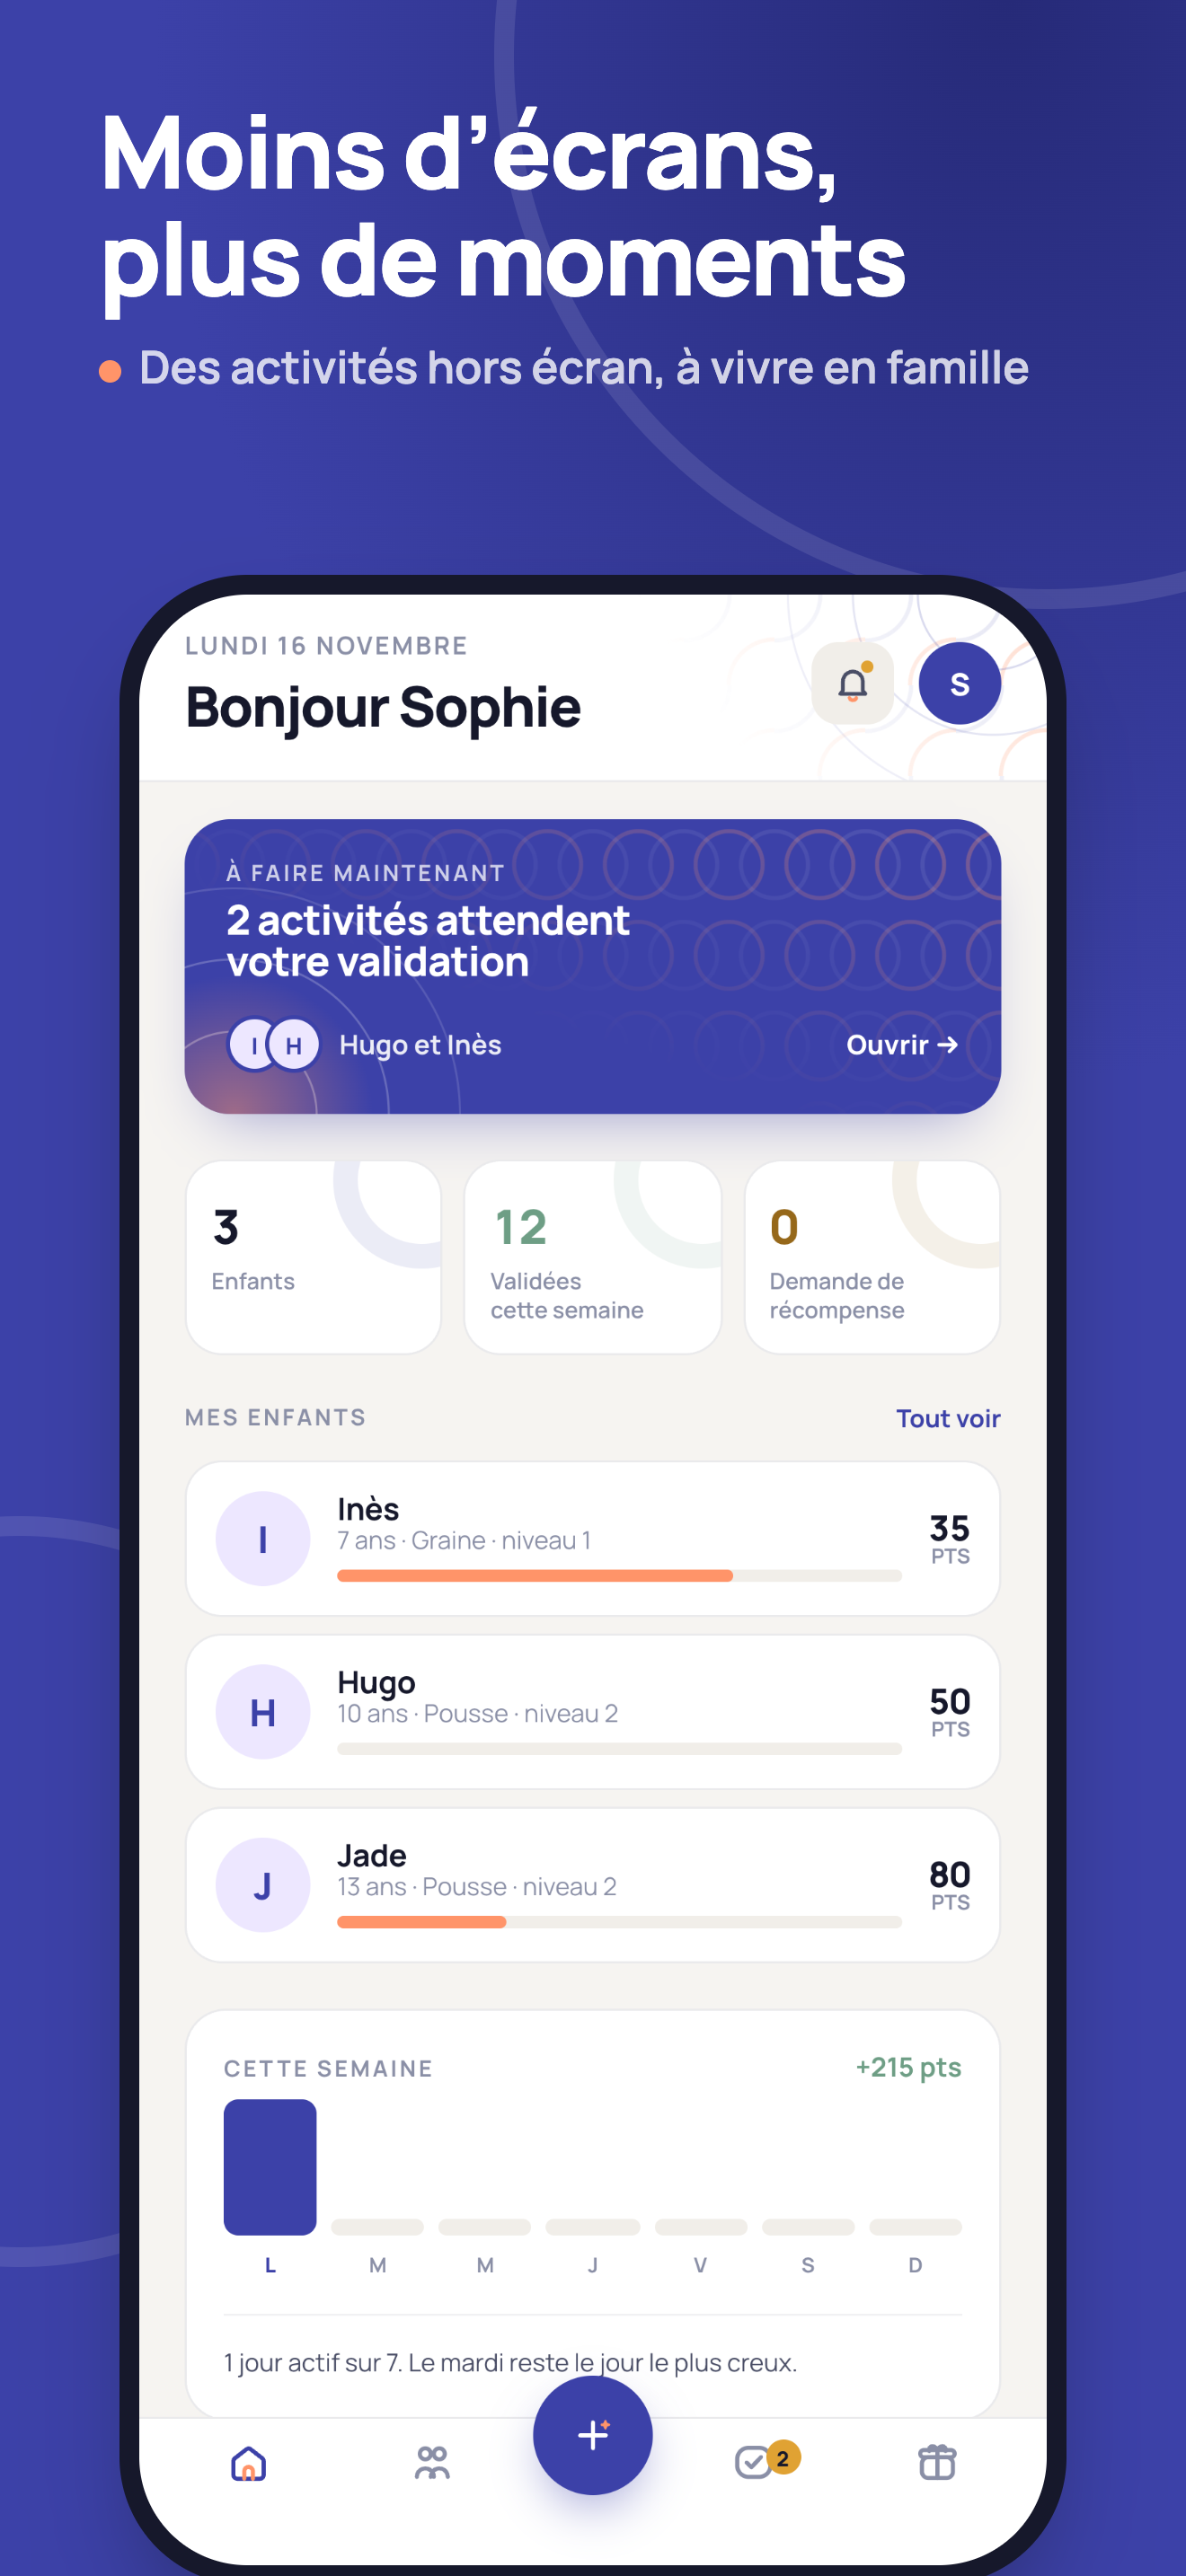 Moins d’écrans,
plus de moments
Des activités hors écran, à vivre en famille
LUNDI 16 NOVEMBRE
Bonjour Sophie
S
À FAIRE MAINTENANT
2 activités attendent
votre validation
I H Hugo et Inès Ouvrir →
3 12 0
Enfants Validées Demande de
cette semaine récompense
MES ENFANTS Tout voir
I
Inès
7 ans · Graine · niveau 1
35
PTS
H
Hugo
10 ans · Pousse · niveau 2
50
PTS
J
Jade
13 ans · Pousse · niveau 2
80
PTS
CETTE SEMAINE +215 pts
L M M J V S D
1 jour actif sur 7. Le mardi reste le jour le plus creux.
2